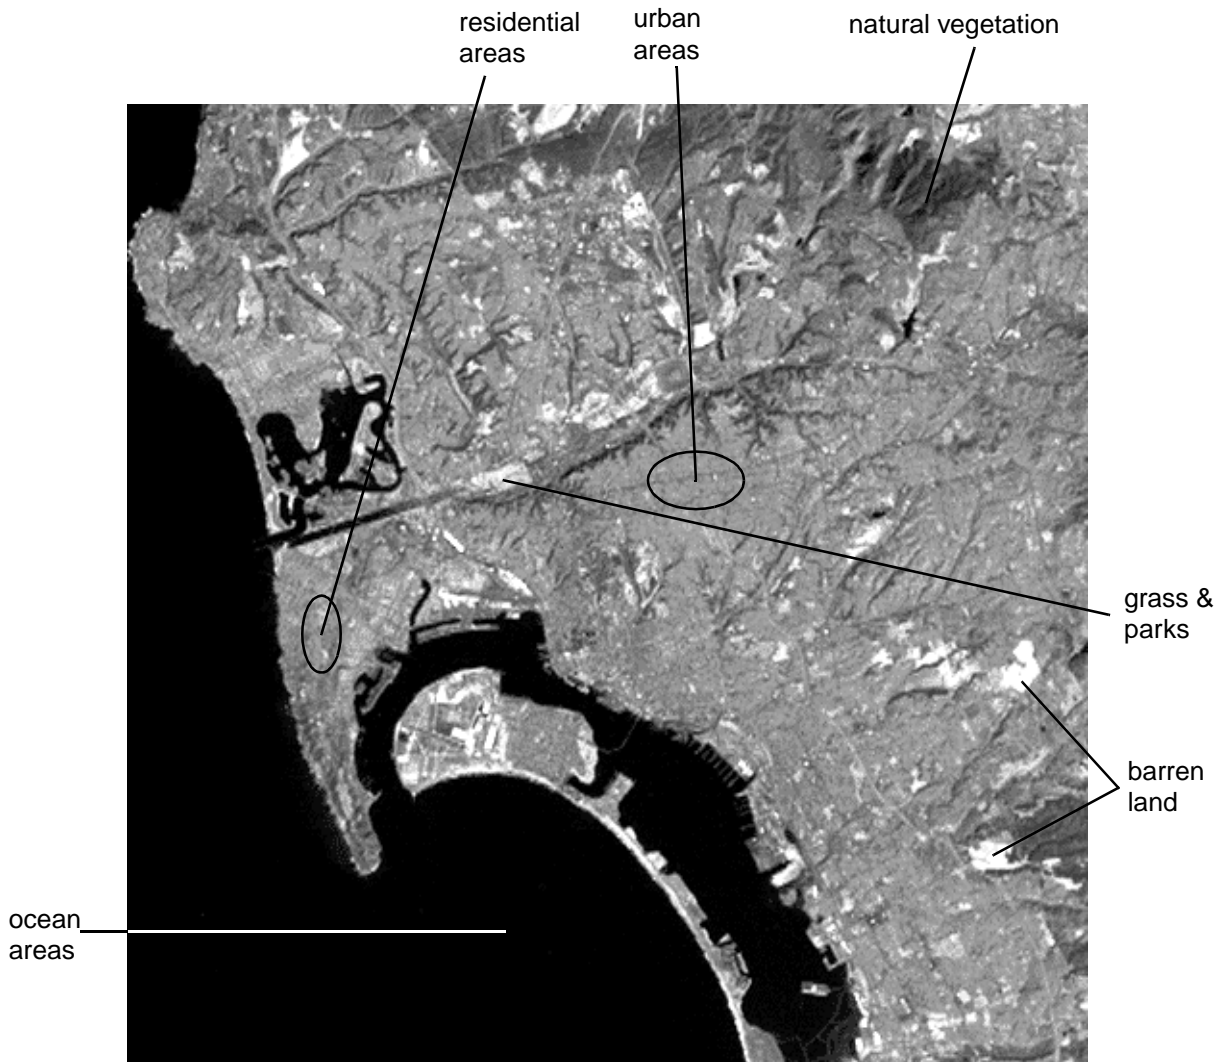 residential
areas
urban
areas
natural vegetation
grass &
parks
barren
land
ocean
areas